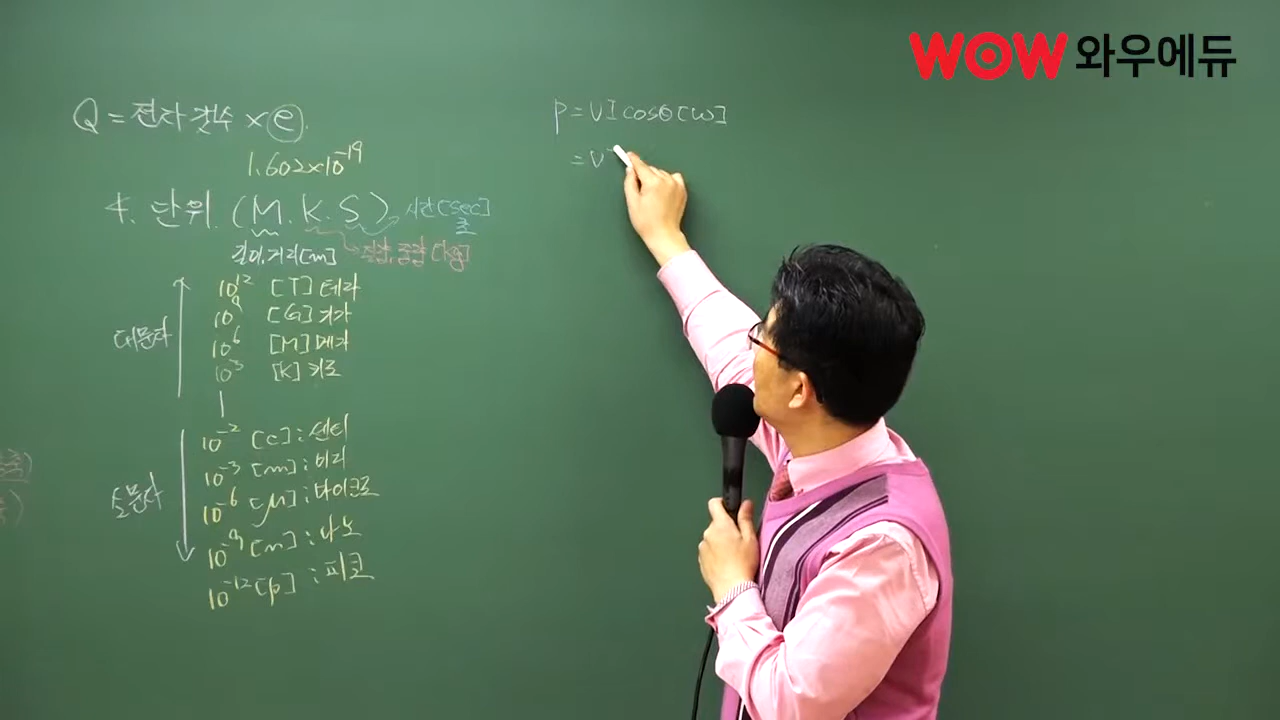 WOW 와우에듀
Q = 전자 갯수 × e.
1.602×10⁻¹⁹
4. 단위. (M.K.S) 시간[sec]
초
길이.거리[m] 질량.중량[kg]
10¹² [T] 테라
10⁹ [G] 기가
10⁶ [M] 메가
대문자
10⁻³ [K] 키로
1
10⁻² [c] : 센티
10⁻³ [m] : 미리
소문자
10⁻⁶ [μ] : 마이크로
10⁻⁹ [n] : 나노
10⁻¹² [p] : 피코
P = VI cosθ [W]
= V